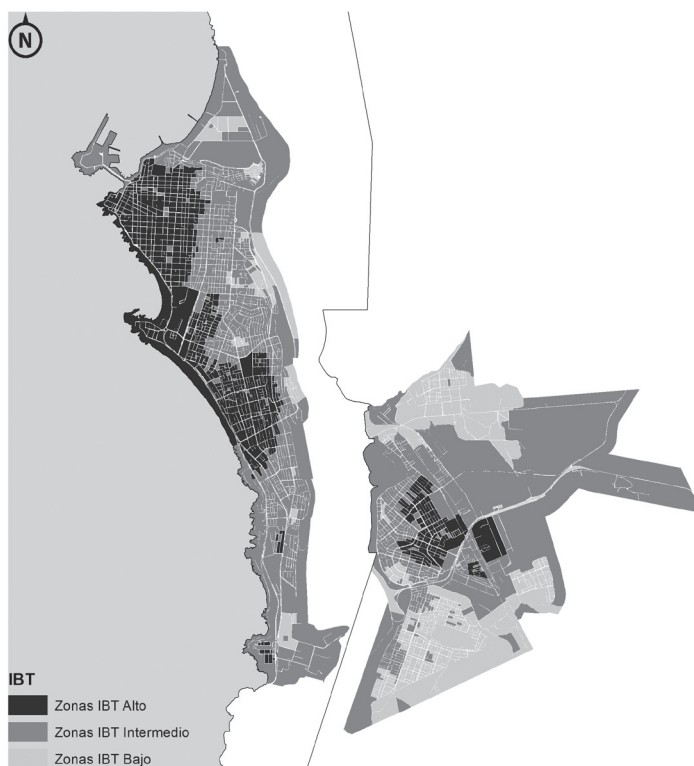 N
IBT
Zonas IBT Alto
Zonas IBT Intermedio
Zonas IBT Bajo